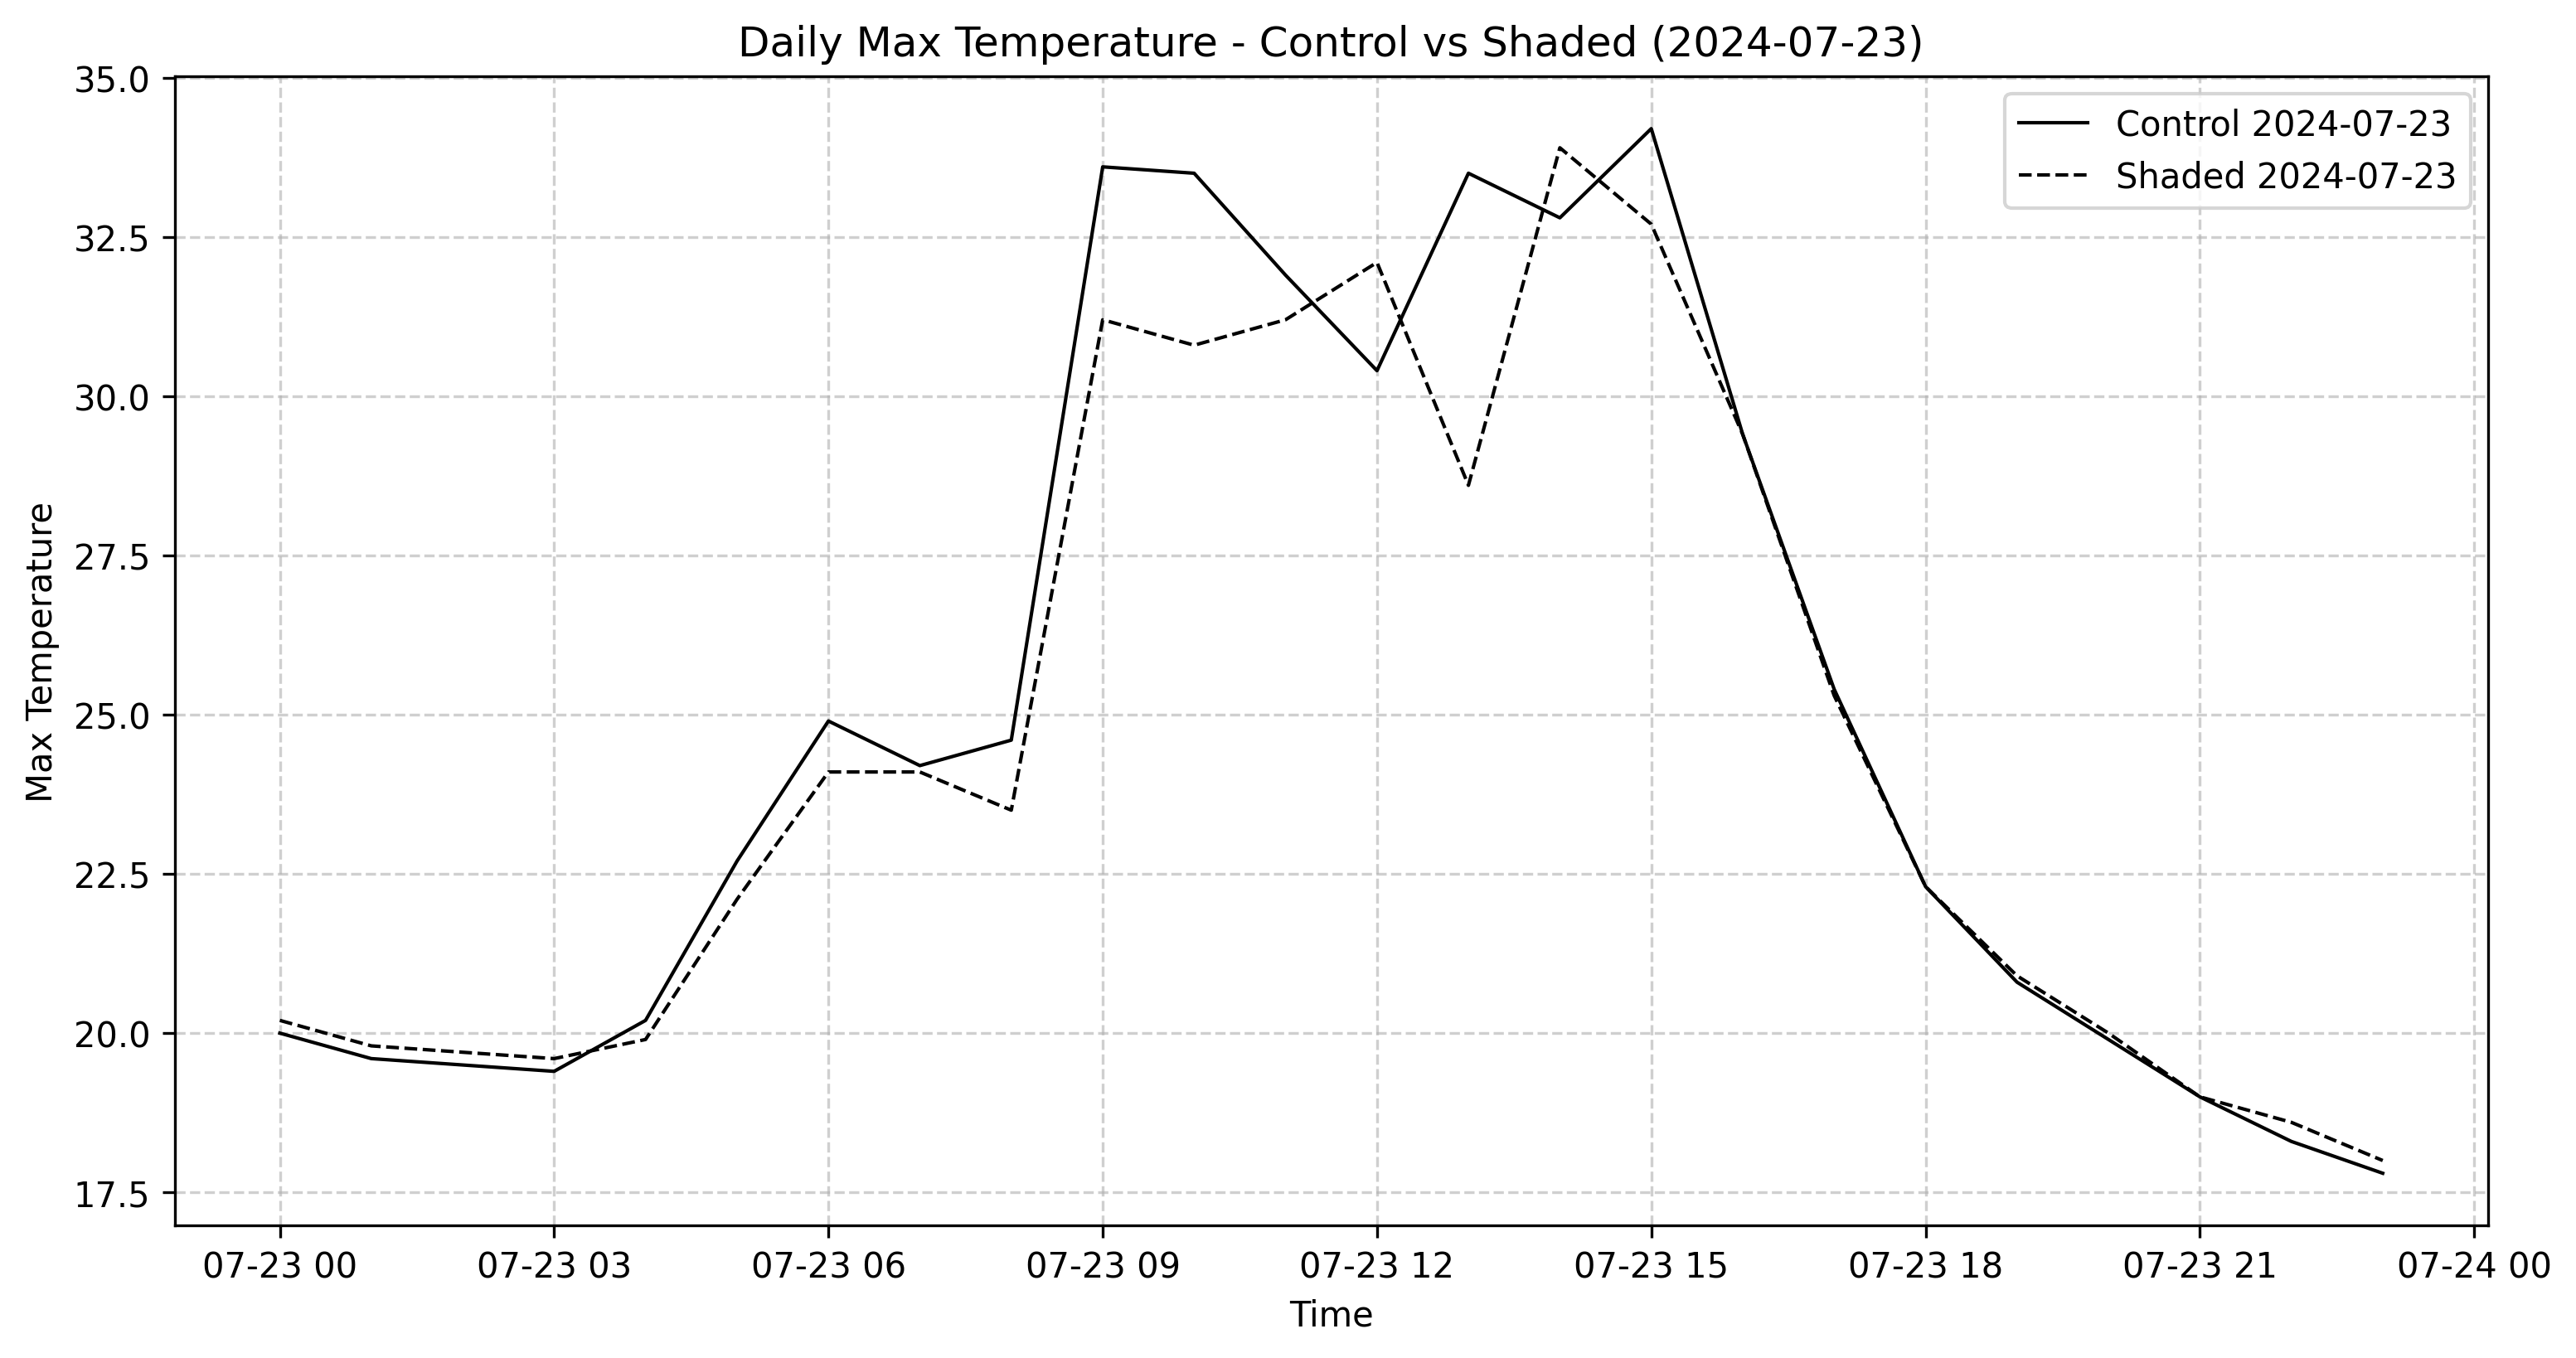 Daily Max Temperature - Control vs Shaded (2024-07-23)
Control 2024-07-23
Shaded 2024-07-23
Max Temperature
35.0
32.5
30.0
27.5
25.0
22.5
20.0
17.5
07-23 00 07-23 03 07-23 06 07-23 09 07-23 12 07-23 15 07-23 18 07-23 21 07-24 00
Time